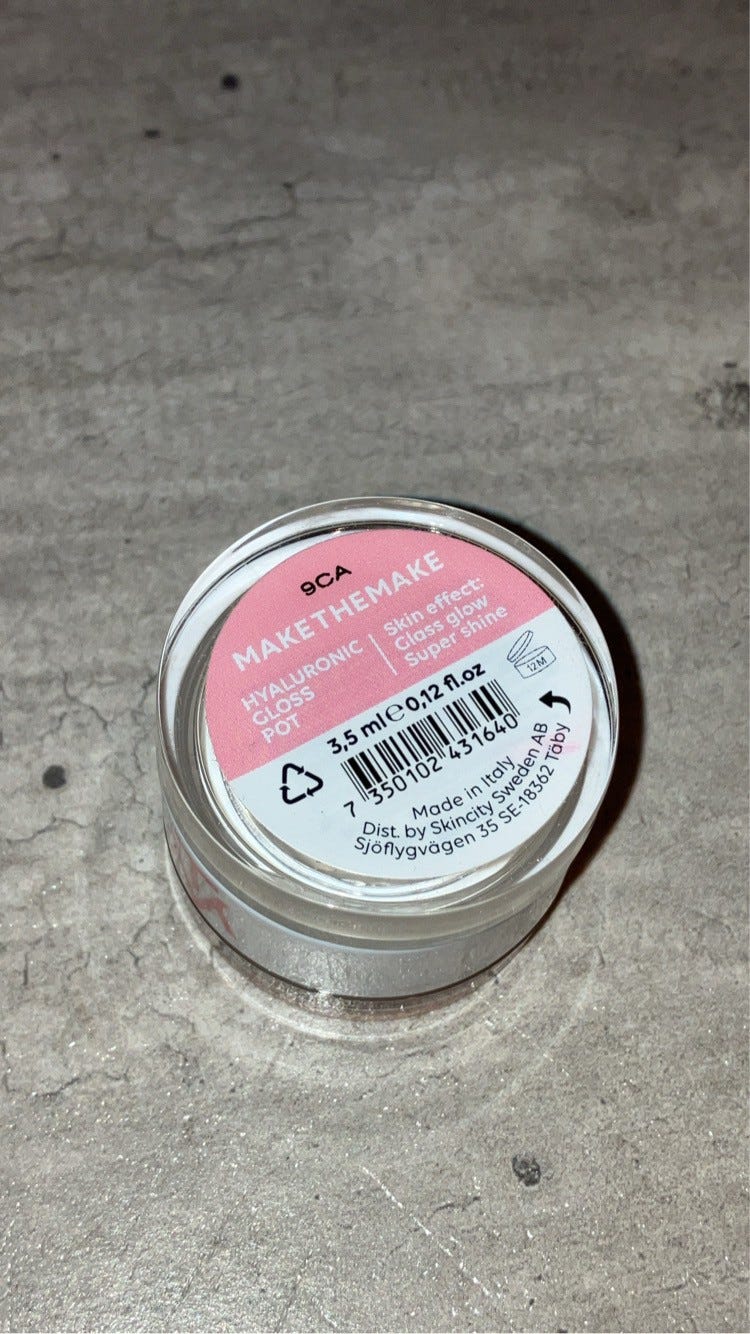 9CA
MAKETHEMAKE
HYALURONIC
GLOSS
POT
Skin effect:
Glass glow
Super shine
12M
3,5 ml e 0,12 fl.oz
7 350102 431640
Made in Italy
Dist. by Skincity Sweden AB
Sjöflygvägen 35 SE-18362 Täby